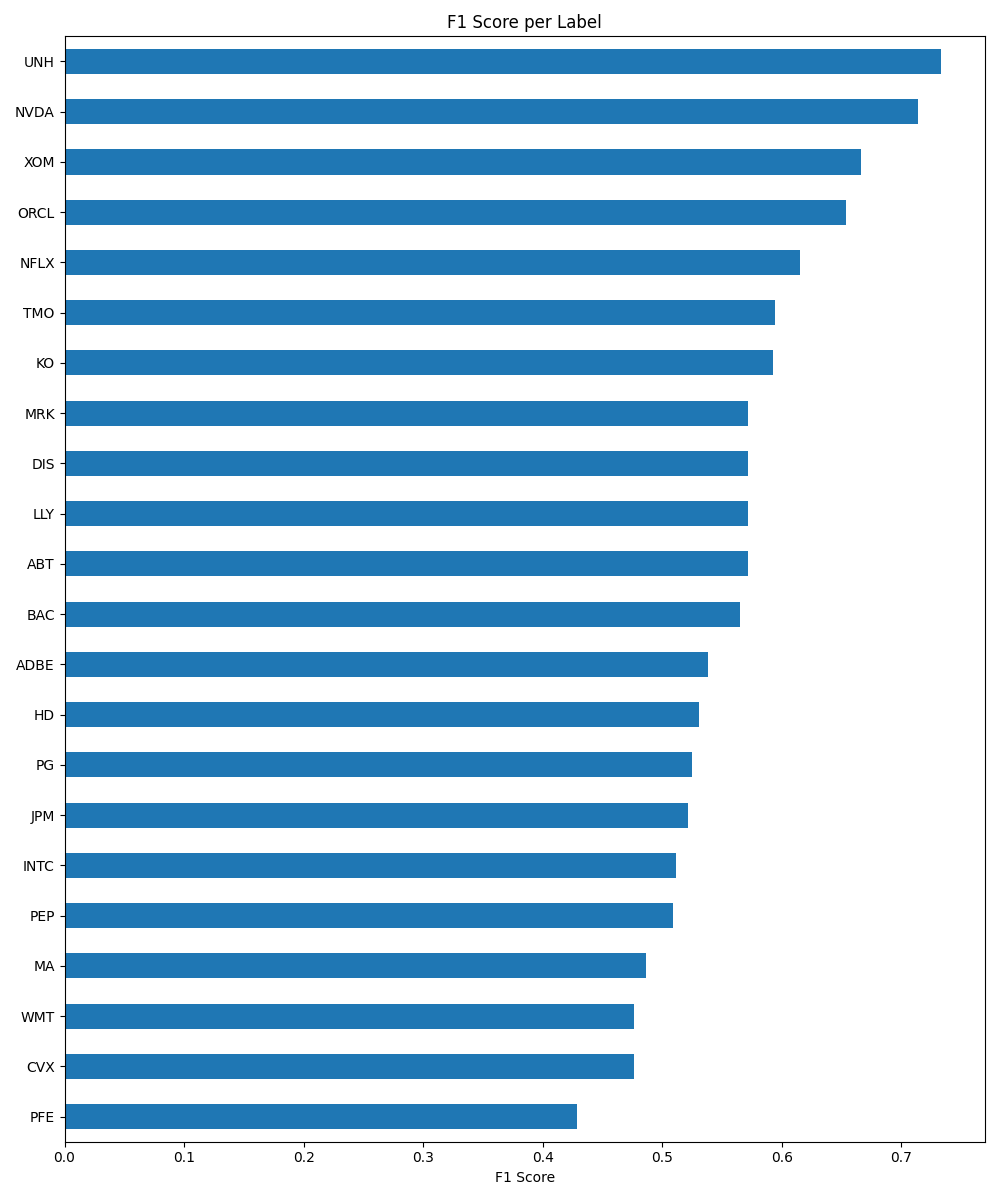 F1 Score per Label
UNH
NVDA
XOM
ORCL
NFLX
TMO
KO
MRK
DIS
LLY
ABT
BAC
ADBE
HD
PG
JPM
INTC
PEP
MA
WMT
CVX
PFE
0.0 0.1 0.2 0.3 0.4 0.5 0.6 0.7
F1 Score